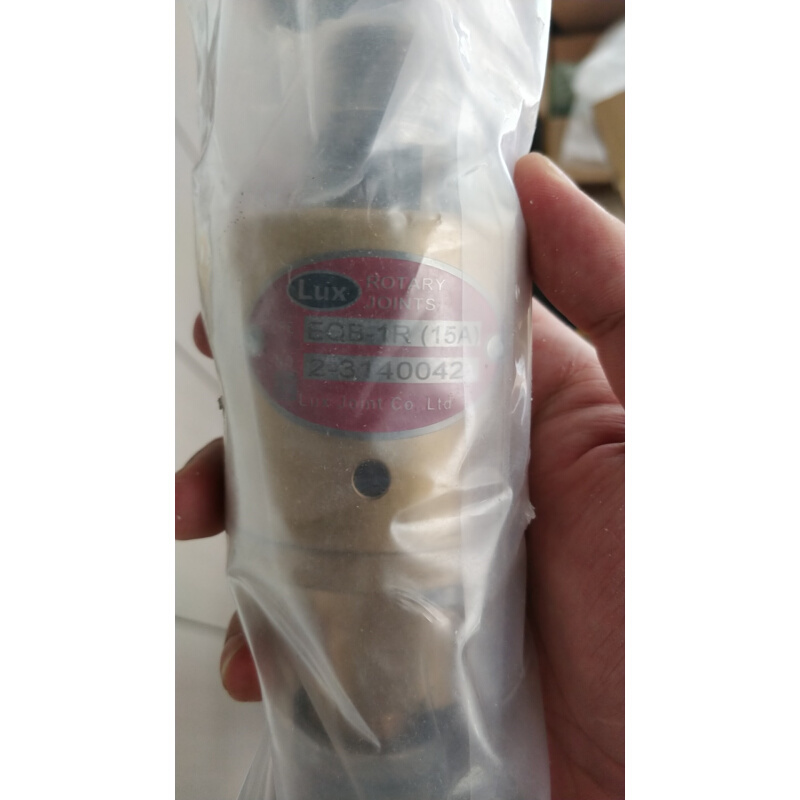 Lux
ROTARY
JOINTS
EQB-1R (15A)
2-3140042
Lux Joint Co.,Ltd